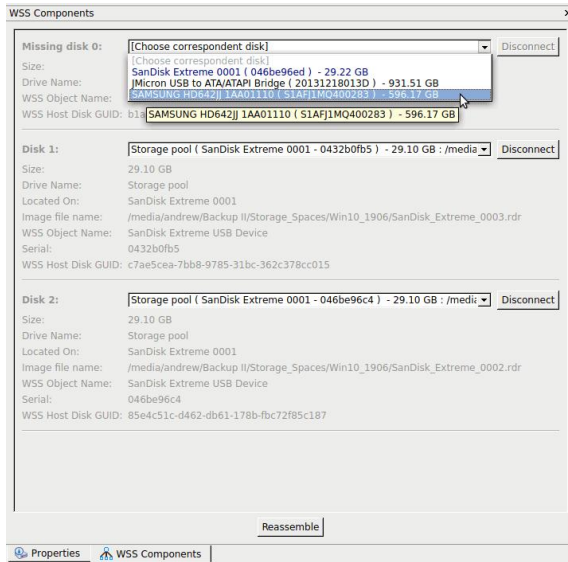 WSS Components
Missing disk 0: [Choose correspondent disk] Disconnect
[Choose correspondent disk]
Size:
SanDisk Extreme 0001 ( 046be96ed ) - 29.22 GB
Drive Name:
JMicron USB to ATA/ATAPI Bridge ( 20131218013D ) - 931.51 GB
WSS Object Name:
SAMSUNG HD642JJ 1AA01110 ( S1AFJ1MQ400283 ) - 596.17 GB
WSS Host Disk GUID: b1a
SAMSUNG HD642JJ 1AA01110 ( S1AFJ1MQ400283 ) - 596.17 GB
Disk 1: Storage pool ( SanDisk Extreme 0001 - 0432b0fb5 ) - 29.10 GB : /media Disconnect
Size: 29.10 GB
Drive Name: Storage pool
Located On: SanDisk Extreme 0001
Image file name: /media/andrew/Backup II/Storage_Spaces/Win10_1906/SanDisk_Extreme_0003.rdr
WSS Object Name: SanDisk Extreme USB Device
Serial: 0432b0fb5
WSS Host Disk GUID: c7ae5cea-7bb8-9785-31bc-362c378cc015
Disk 2: Storage pool ( SanDisk Extreme 0001 - 046be96c4 ) - 29.10 GB : /media Disconnect
Size: 29.10 GB
Drive Name: Storage pool
Located On: SanDisk Extreme 0001
Image file name: /media/andrew/Backup II/Storage_Spaces/Win10_1906/SanDisk_Extreme_0002.rdr
WSS Object Name: SanDisk Extreme USB Device
Serial: 046be96c4
WSS Host Disk GUID: 85e4c51c-d462-db61-178b-fbc72f85c187
Reassemble
Properties WSS Components